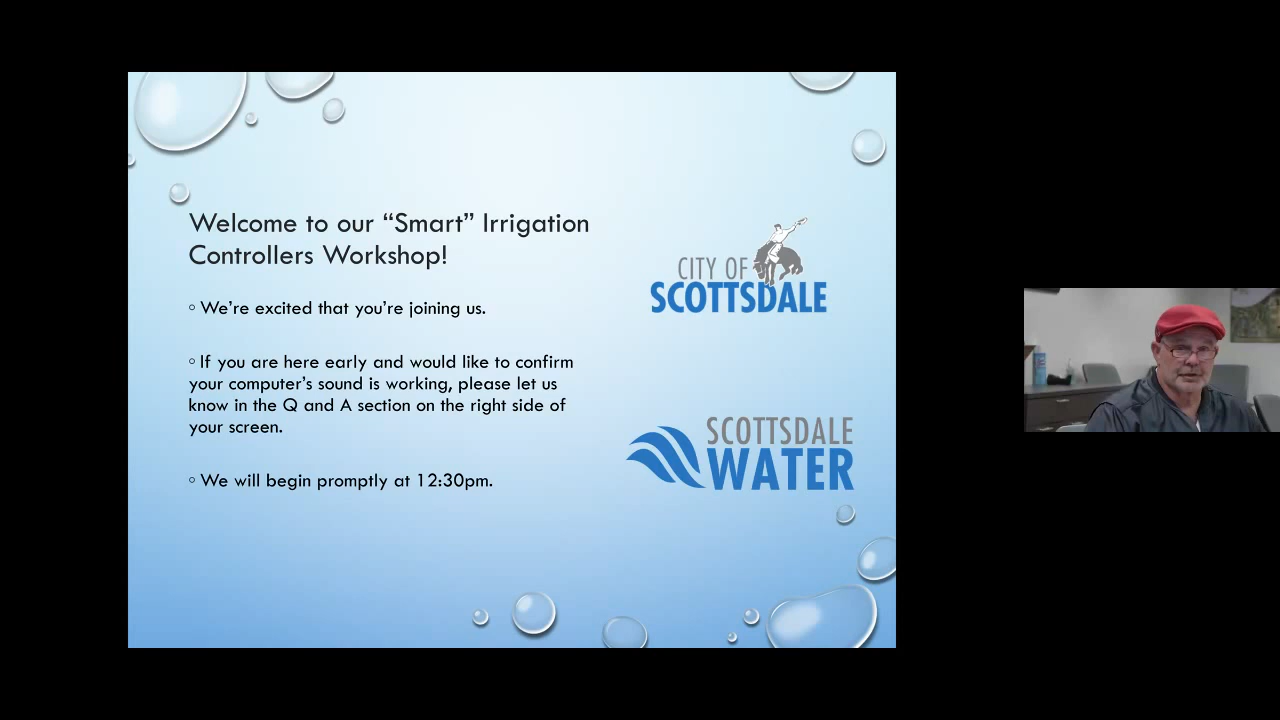 Welcome to our “Smart” Irrigation
Controllers Workshop!
◦ We’re excited that you’re joining us.
◦ If you are here early and would like to confirm
your computer’s sound is working, please let us
know in the Q and A section on the right side of
your screen.
◦ We will begin promptly at 12:30pm.
CITY OF
SCOTTSDALE
SCOTTSDALE
WATER